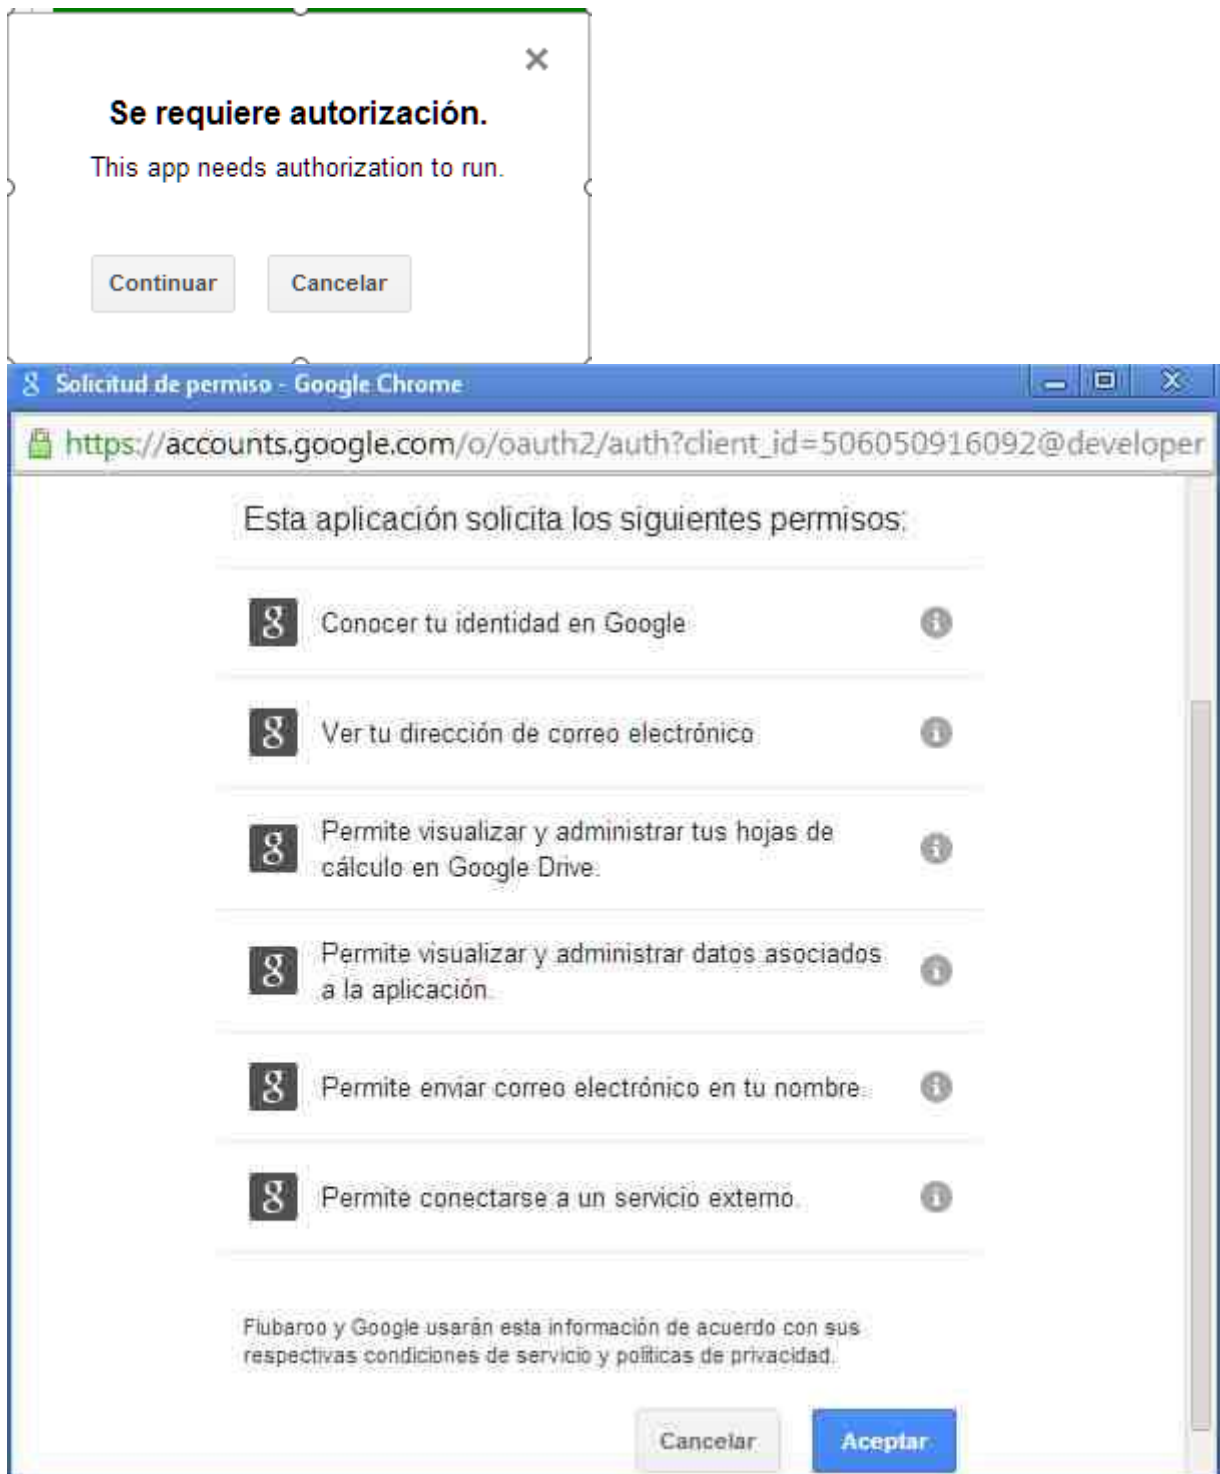 Se requiere autorización.
This app needs authorization to run.
Continuar Cancelar
Solicitud de permiso - Google Chrome
https://accounts.google.com/o/oauth2/auth?client_id=506050916092@developer
Esta aplicación solicita los siguientes permisos:
Conocer tu identidad en Google
Ver tu dirección de correo electrónico
Permite visualizar y administrar tus hojas de
cálculo en Google Drive.
Permite visualizar y administrar datos asociados
a la aplicación.
Permite enviar correo electrónico en tu nombre.
Permite conectarse a un servicio externo.
Flubaroo y Google usarán esta información de acuerdo con sus
respectivas condiciones de servicio y políticas de privacidad.
Cancelar Aceptar